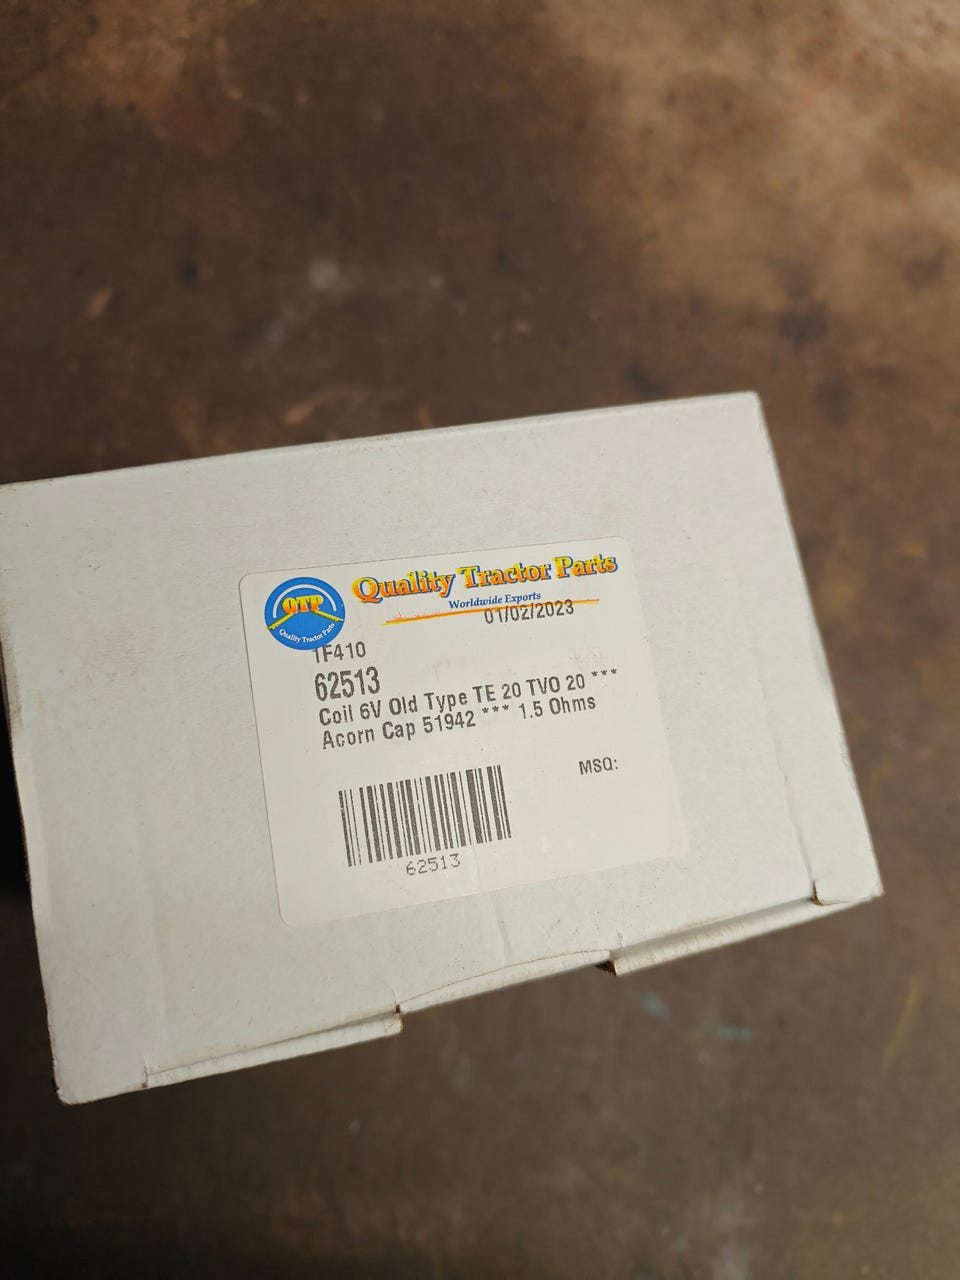 QTP
Quality Tractor Parts
Quality Tractor Parts
Worldwide Exports
01/02/2023
1F410
62513
Coil 6V Old Type TE 20 TVO 20 ***
Acorn Cap 51942 *** 1.5 Ohms
MSQ:
62513